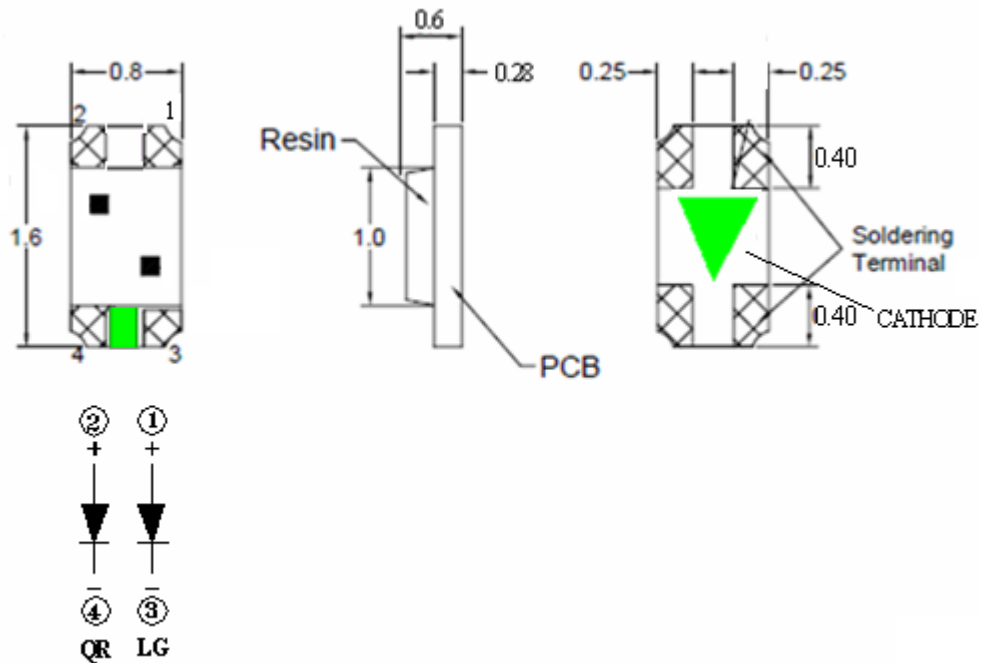 0.6
0.8
0.28
0.25
0.25
2
1
Resin
0.40
1.6
1.0
Soldering
Terminal
0.40
CATHODE
4
3
PCB
② ①
+ +
− −
④ ③
QR LG